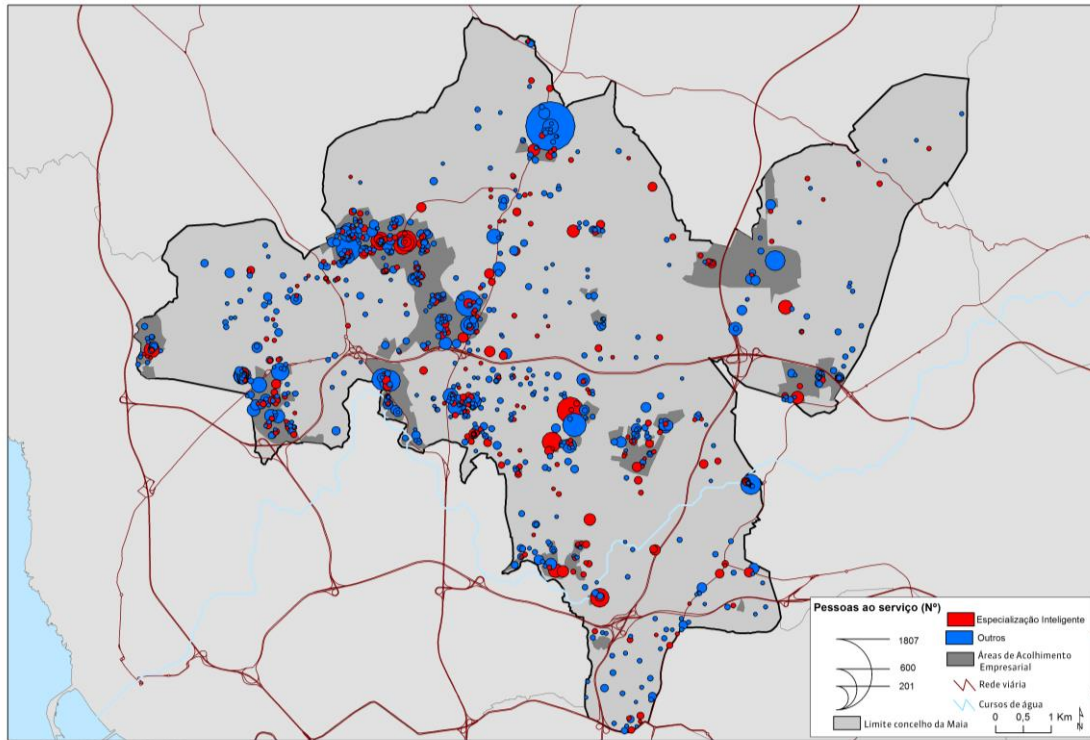 Pessoas ao serviço (Nº)
1807
600
201
Especialização Inteligente
Outros
Áreas de Acolhimento
Empresarial
Rede viária
Cursos de água
Limite concelho da Maia
0 0,5 1 Km
N